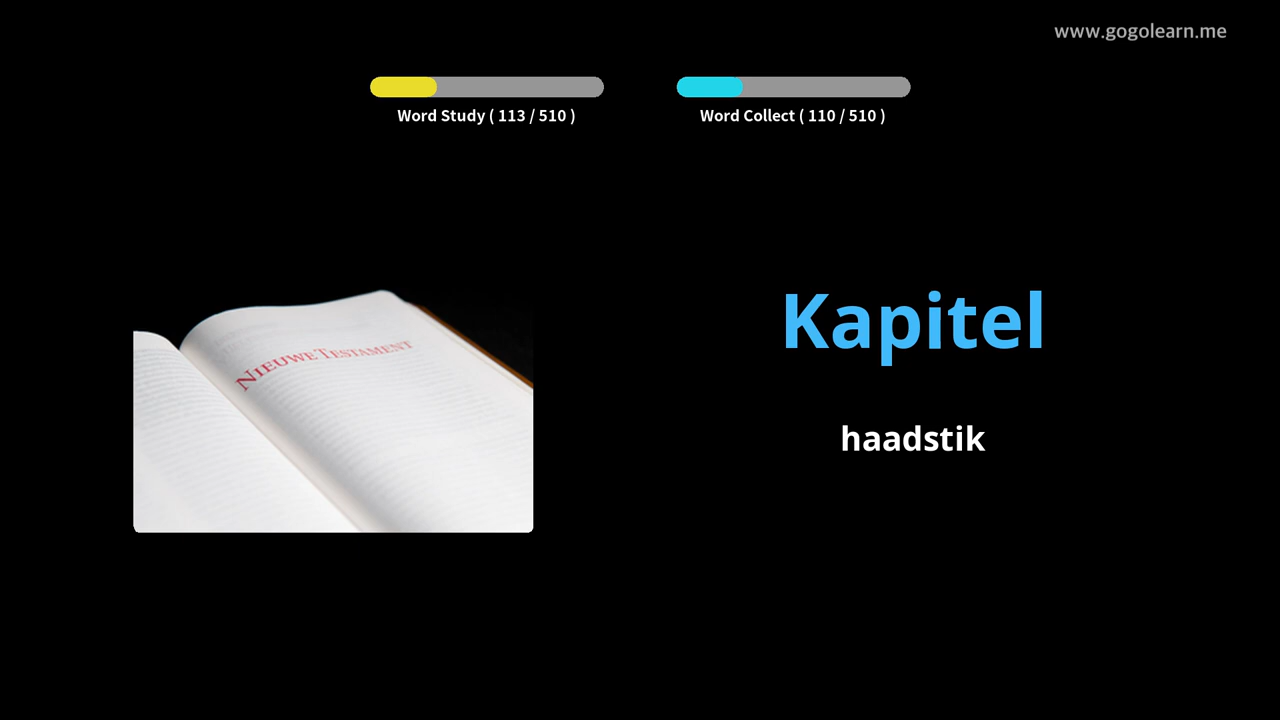 www.gogolearn.me
Word Study ( 113 / 510 )
Word Collect ( 110 / 510 )
NIEUWE TESTAMENT
Kapitel
haadstik